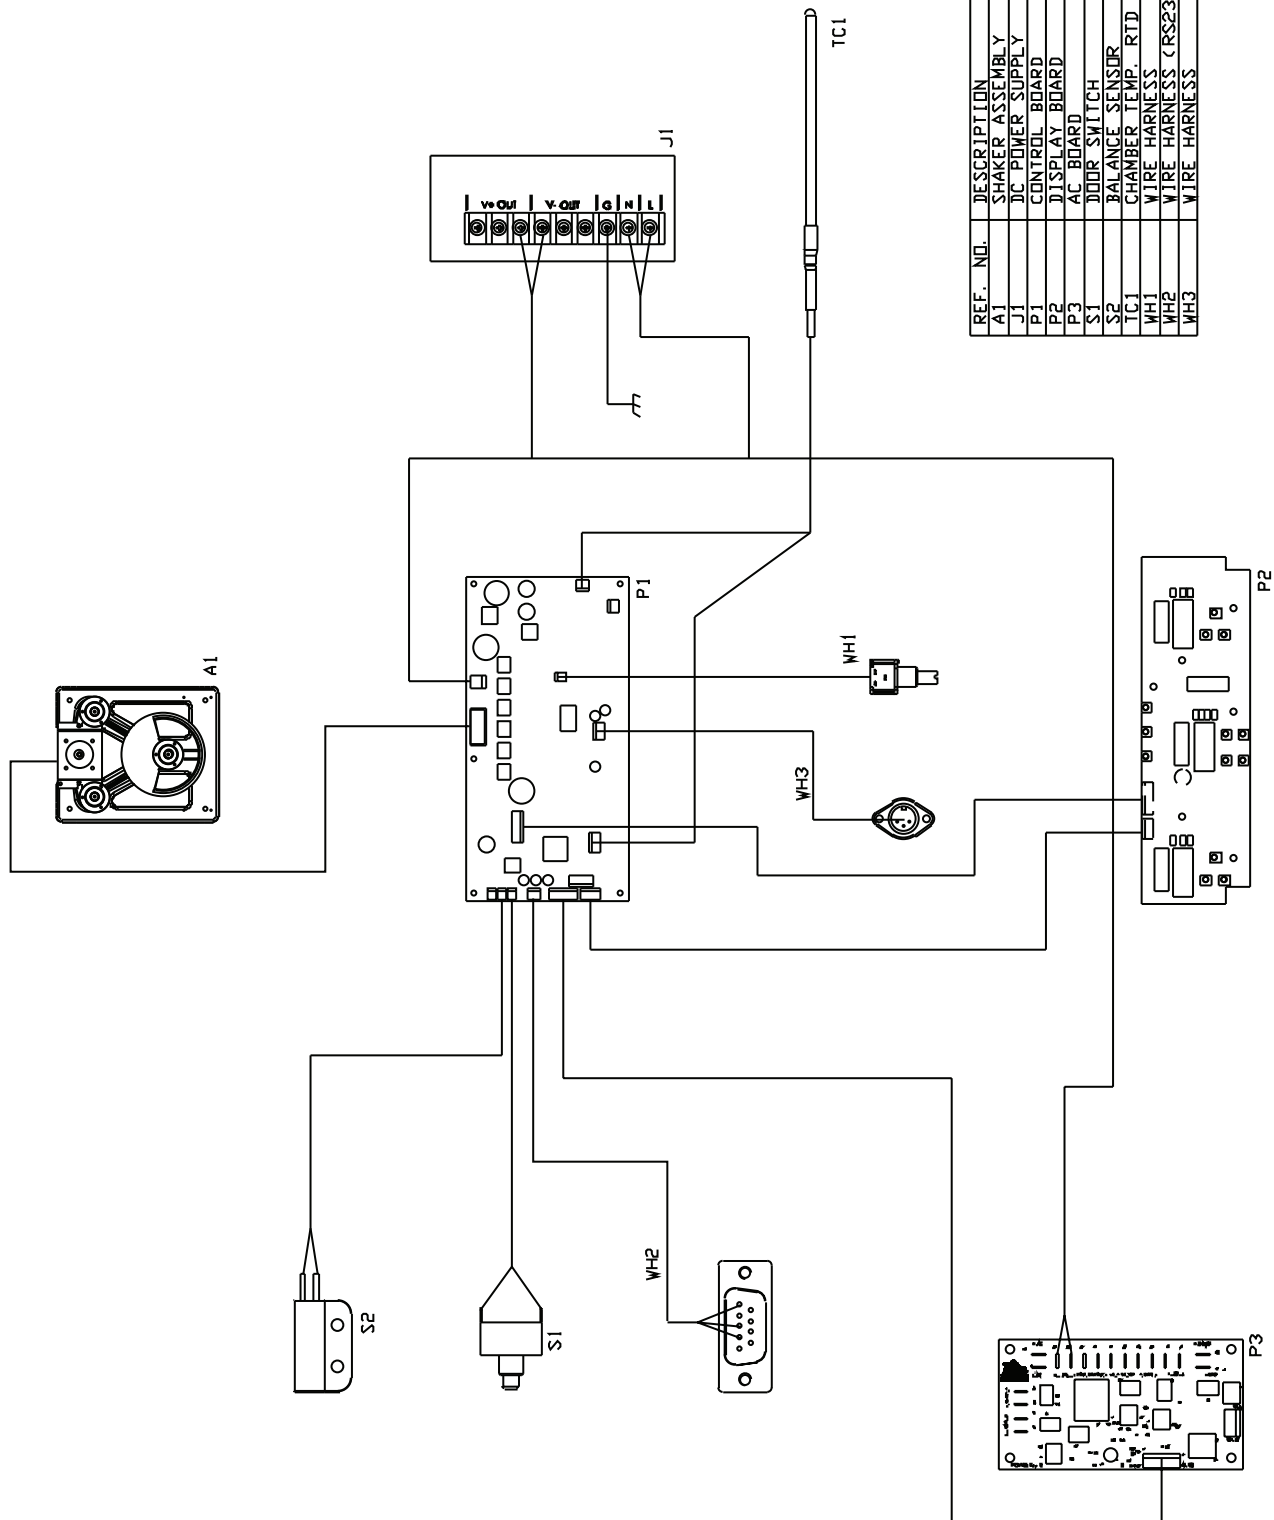 TC1
J1
V+ OUT V- OUT G N L
A1
P1
WH1
WH3
P2
S2
S1
WH2
P3
REF. NO. DESCRIPTION
A1 SHAKER ASSEMBLY
J1 DC POWER SUPPLY
P1 CONTROL BOARD
P2 DISPLAY BOARD
P3 AC BOARD
S1 DOOR SWITCH
S2 BALANCE SENSOR
TC1 CHAMBER TEMP. RTD
WH1 WIRE HARNESS
WH2 WIRE HARNESS (RS23
WH3 WIRE HARNESS